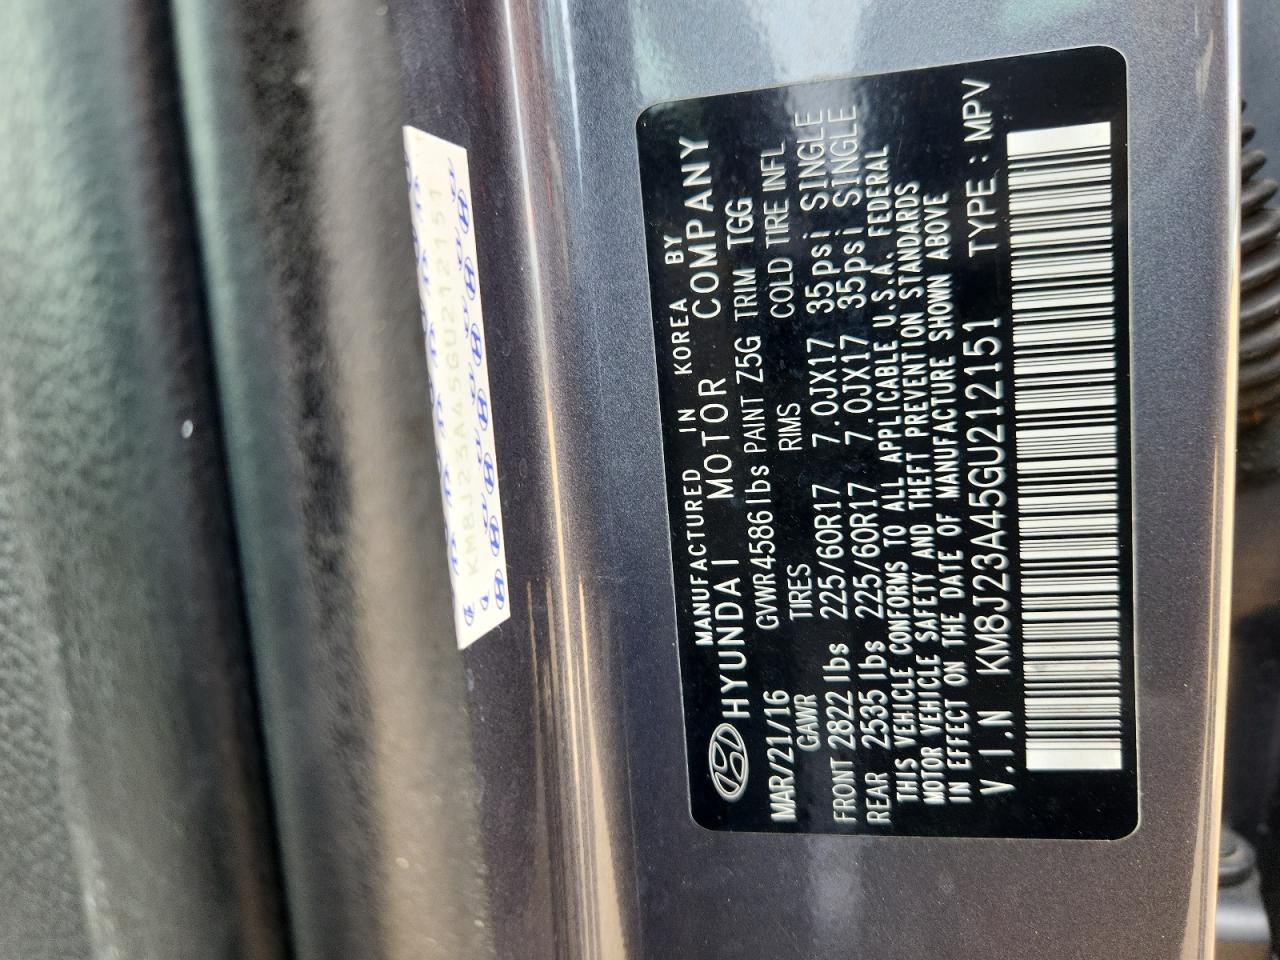 KM8J23A45GU212151
MANUFACTURED IN KOREA BY
HYUNDAI MOTOR COMPANY
MAR/21/16 GVWR 4586lbs PAINT Z5G TRIM TGG
GAWR TIRES RIMS COLD TIRE INFL
FRONT 2822 lbs 225/60R17 7.0JX17 35psi SINGLE
REAR 2535 lbs 225/60R17 7.0JX17 35psi SINGLE
THIS VEHICLE CONFORMS TO ALL APPLICABLE U.S.A. FEDERAL
MOTOR VEHICLE SAFETY AND THEFT PREVENTION STANDARDS
IN EFFECT ON THE DATE OF MANUFACTURE SHOWN ABOVE
V.I.N KM8J23A45GU212151 TYPE : MPV